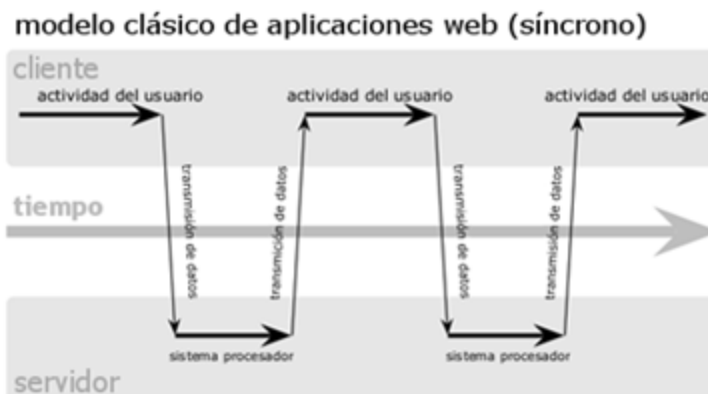 modelo clásico de aplicaciones web (síncrono)
cliente
actividad del usuario
actividad del usuario
actividad del usuario
transmisión de datos
transmición de datos
transmisión de datos
transmisión de datos
tiempo
sistema procesador
sistema procesador
servidor